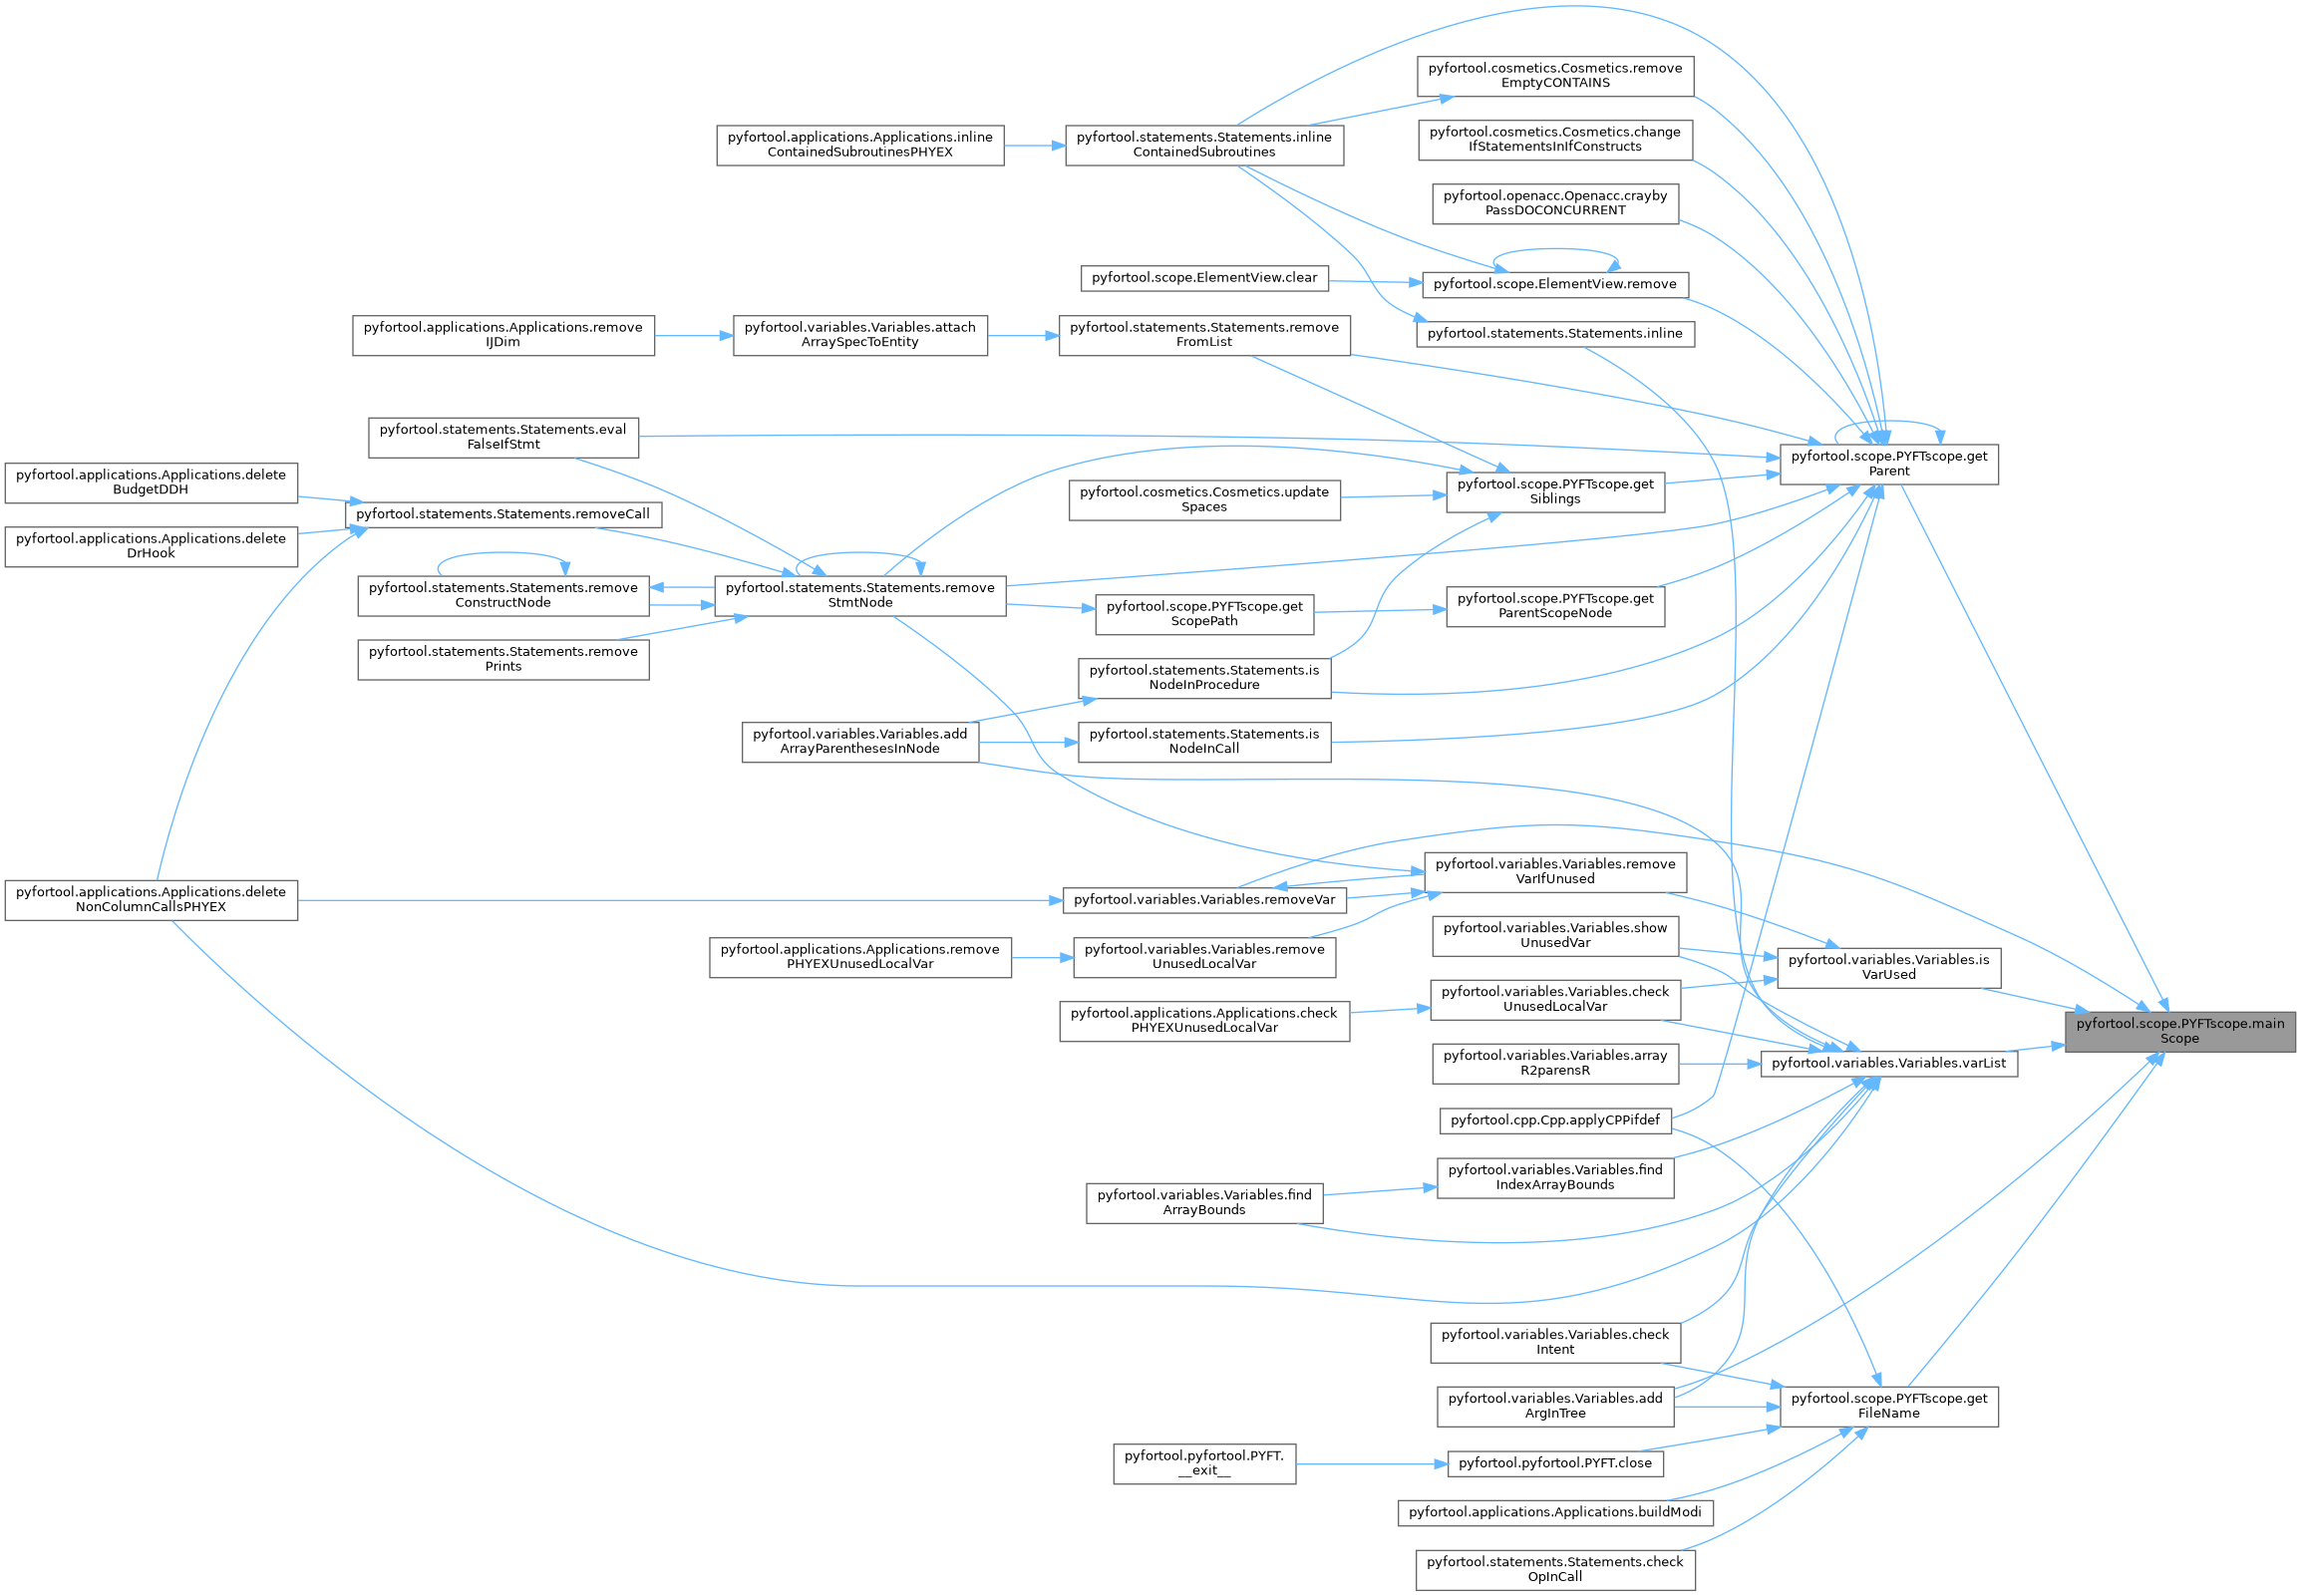 pyfortool.cosmetics.Cosmetics.remove
EmptyCONTAINS
pyfortool.cosmetics.Cosmetics.change
IfStatementsInIfConstructs
pyfortool.applications.Applications.inline
ContainedSubroutinesPHYEX
pyfortool.statements.Statements.inline
ContainedSubroutines
pyfortool.openacc.Openacc.crayby
PassDOCONCURRENT
pyfortool.scope.ElementView.clear
pyfortool.scope.ElementView.remove
pyfortool.applications.Applications.remove
IJDim
pyfortool.variables.Variables.attach
ArraySpecToEntity
pyfortool.statements.Statements.remove
FromList
pyfortool.statements.Statements.inline
pyfortool.statements.Statements.eval
FalseIfStmt
pyfortool.scope.PYFTscope.get
Parent
pyfortool.applications.Applications.delete
BudgetDDH
pyfortool.scope.PYFTscope.get
Siblings
pyfortool.cosmetics.Cosmetics.update
Spaces
pyfortool.statements.Statements.removeCall
pyfortool.applications.Applications.delete
DrHook
pyfortool.statements.Statements.remove
ConstructNode
pyfortool.statements.Statements.remove
StmtNode
pyfortool.scope.PYFTscope.get
ScopePath
pyfortool.scope.PYFTscope.get
ParentScopeNode
pyfortool.statements.Statements.remove
Prints
pyfortool.statements.Statements.is
NodeInProcedure
pyfortool.variables.Variables.add
ArrayParenthesesInNode
pyfortool.statements.Statements.is
NodeInCall
pyfortool.variables.Variables.remove
VarIfUnused
pyfortool.applications.Applications.delete
NonColumnCallsPHYEX
pyfortool.variables.Variables.removeVar
pyfortool.variables.Variables.show
UnusedVar
pyfortool.applications.Applications.remove
PHYEXUnusedLocalVar
pyfortool.variables.Variables.remove
UnusedLocalVar
pyfortool.variables.Variables.is
VarUsed
pyfortool.variables.Variables.check
UnusedLocalVar
pyfortool.applications.Applications.check
PHYEXUnusedLocalVar
pyfortool.scope.PYFTscope.main
Scope
pyfortool.variables.Variables.array
R2parensR
pyfortool.variables.Variables.varList
pyfortool.cpp.Cpp.applyCPPifdef
pyfortool.variables.Variables.find
IndexArrayBounds
pyfortool.variables.Variables.find
ArrayBounds
pyfortool.variables.Variables.check
Intent
pyfortool.variables.Variables.add
ArgInTree
pyfortool.scope.PYFTscope.get
FileName
pyfortool.pyfortool.PYFT.
__exit__
pyfortool.pyfortool.PYFT.close
pyfortool.applications.Applications.buildModi
pyfortool.statements.Statements.check
OpInCall